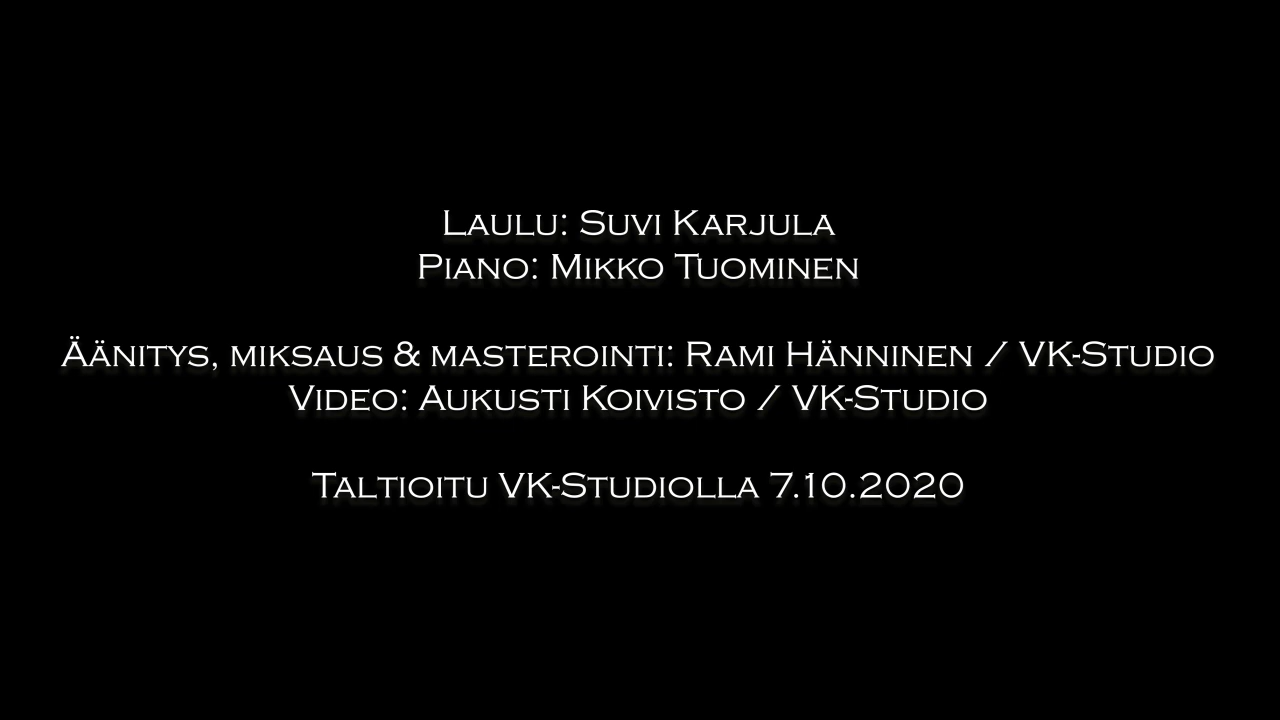 Laulu: Suvi Karjula
Piano: Mikko Tuominen
Äänitys, miksaus & masterointi: Rami Hänninen / VK-Studio
Video: Aukusti Koivisto / VK-Studio
Taltioitu VK-Studiolla 7.10.2020